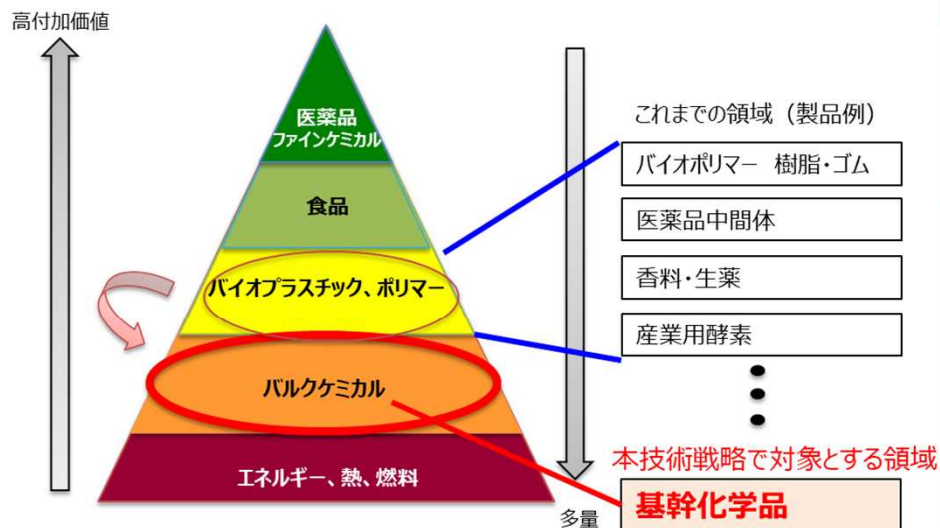 高付加価値
医薬品
ファインケミカル
食品
バイオプラスチック、ポリマー
バルクケミカル
エネルギー、熱、燃料
多量
これまでの領域（製品例）
バイオポリマー 樹脂・ゴム
医薬品中間体
香料・生薬
産業用酵素
本技術戦略で対象とする領域
基幹化学品